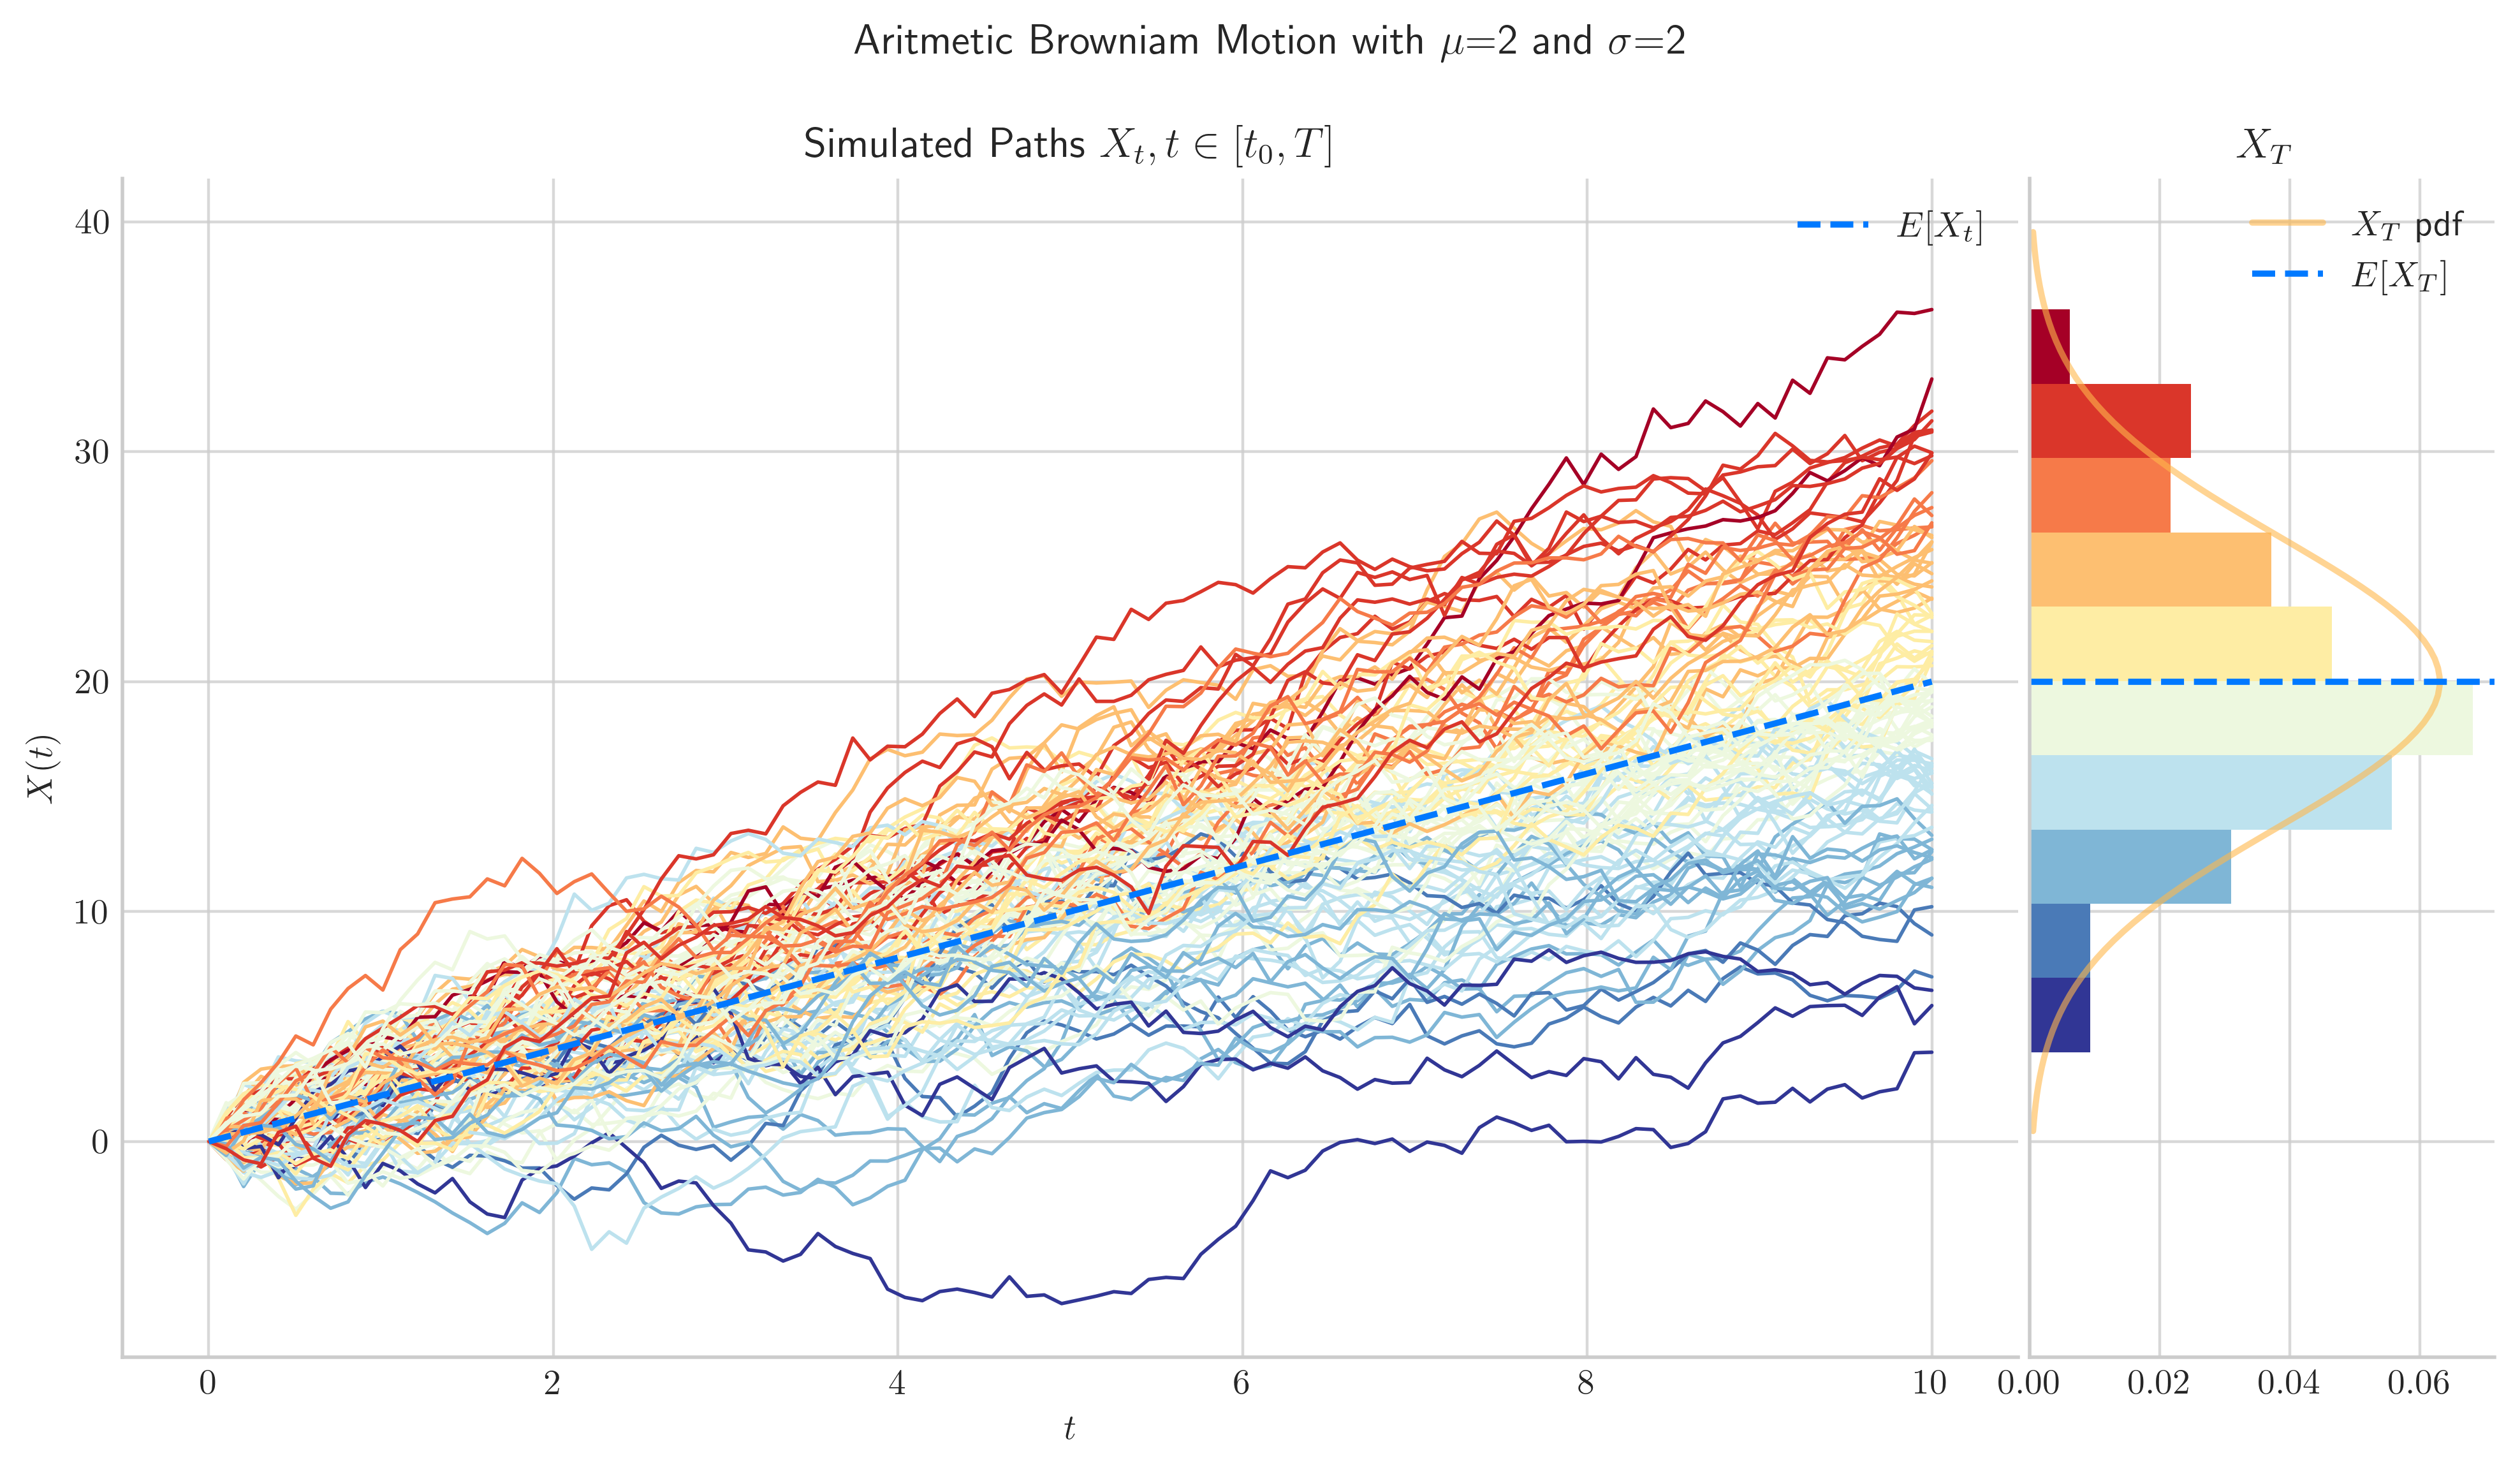 Aritmetic Browniam Motion with μ=2 and σ=2
Simulated Paths X_t, t ∈ [t_0, T]
X_T
40
30
20
10
0
X(t)
E[X_t]
X_T pdf
E[X_T]
0 2 4 6 8 10
0.00 0.02 0.04 0.06
t